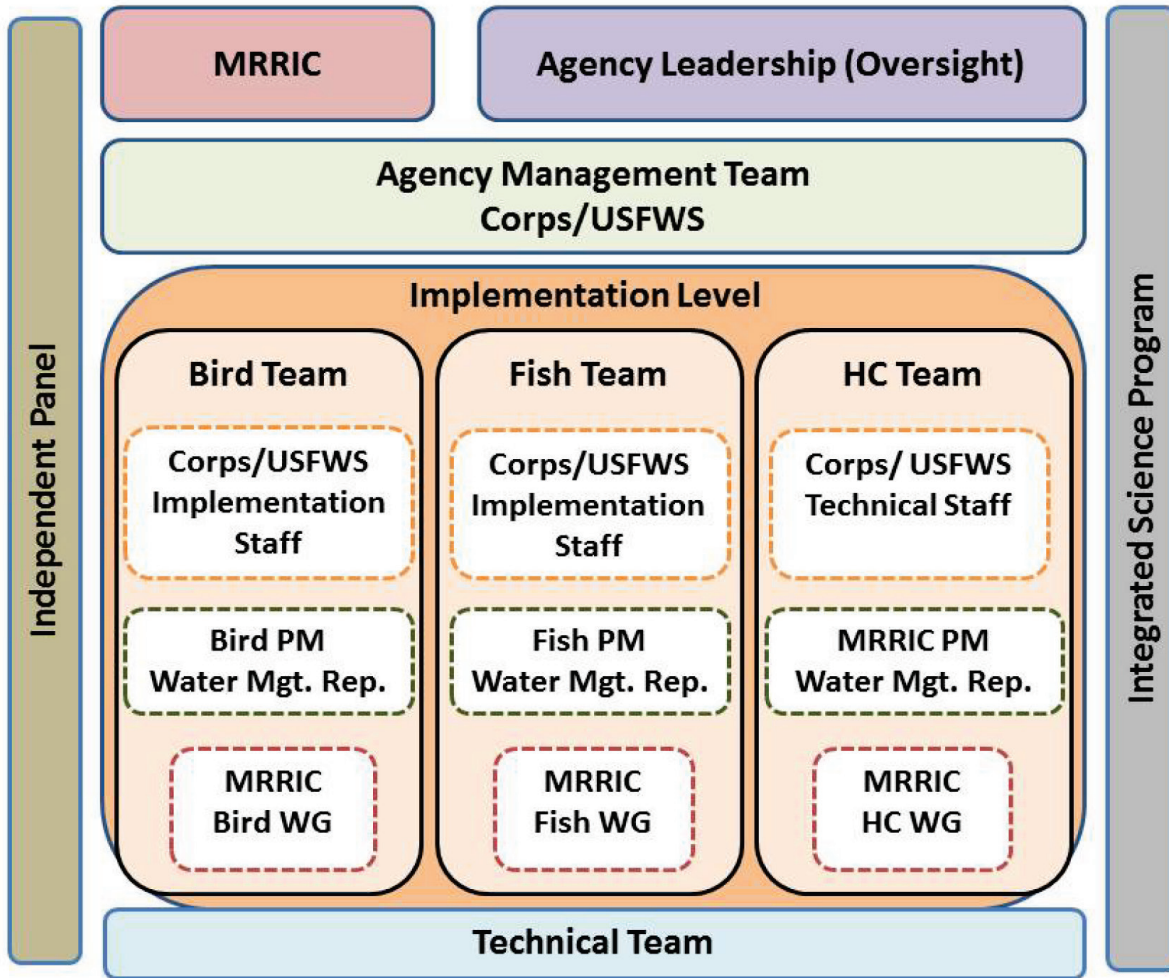 Independent Panel
MRRIC
Agency Leadership (Oversight)
Agency Management Team
Corps/USFWS
Implementation Level
Bird Team
Corps/USFWS
Implementation
Staff
Bird PM
Water Mgt. Rep.
MRRIC
Bird WG
Fish Team
Corps/USFWS
Implementation
Staff
Fish PM
Water Mgt. Rep.
MRRIC
Fish WG
HC Team
Corps/ USFWS
Technical Staff
MRRIC PM
Water Mgt. Rep.
MRRIC
HC WG
Technical Team
Integrated Science Program